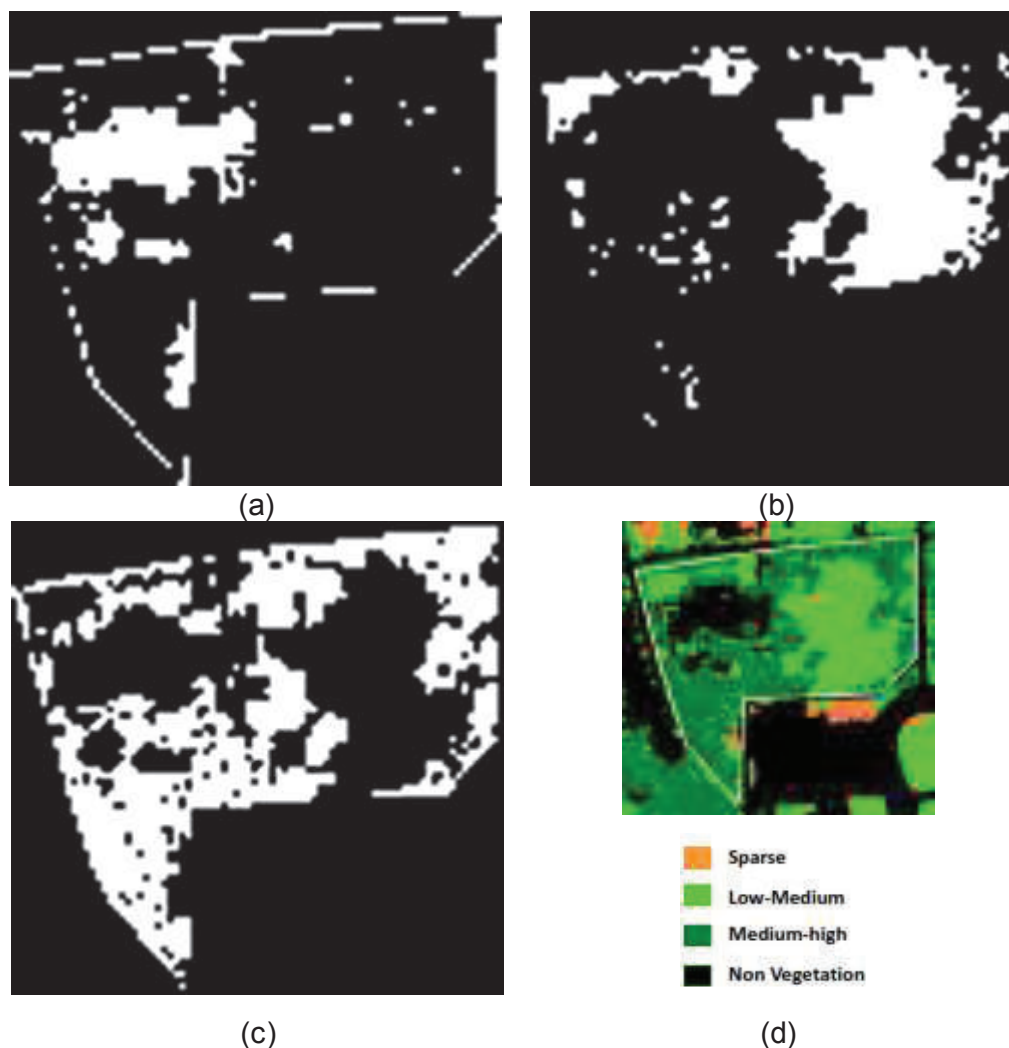 (a)
(b)
Sparse
Low-Medium
Medium-high
Non Vegetation
(c)
(d)